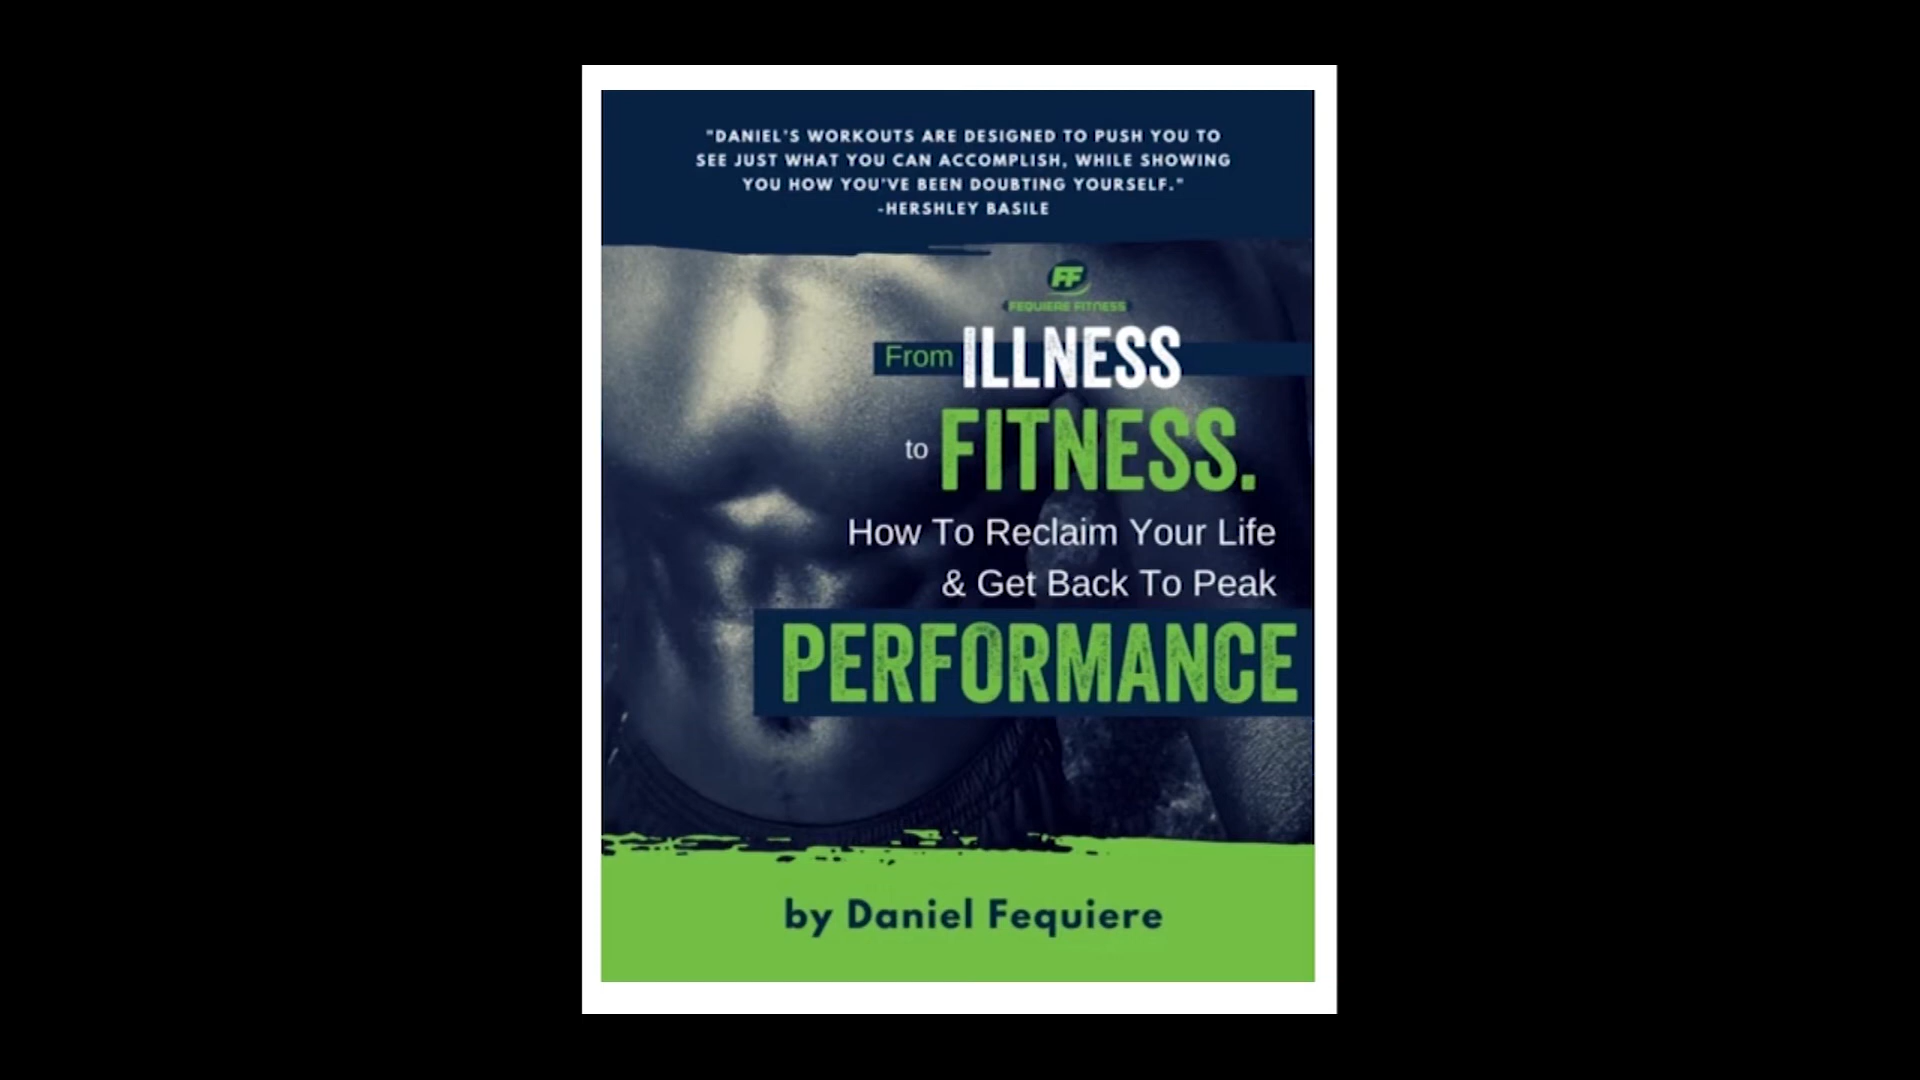 "DANIEL'S WORKOUTS ARE DESIGNED TO PUSH YOU TO
SEE JUST WHAT YOU CAN ACCOMPLISH, WHILE SHOWING
YOU HOW YOU'VE BEEN DOUBTING YOURSELF."
-HERSHLEY BASILE
FF
FEQUIERE FITNESS
From ILLNESS
to FITNESS.
How To Reclaim Your Life
& Get Back To Peak
PERFORMANCE
by Daniel Fequiere